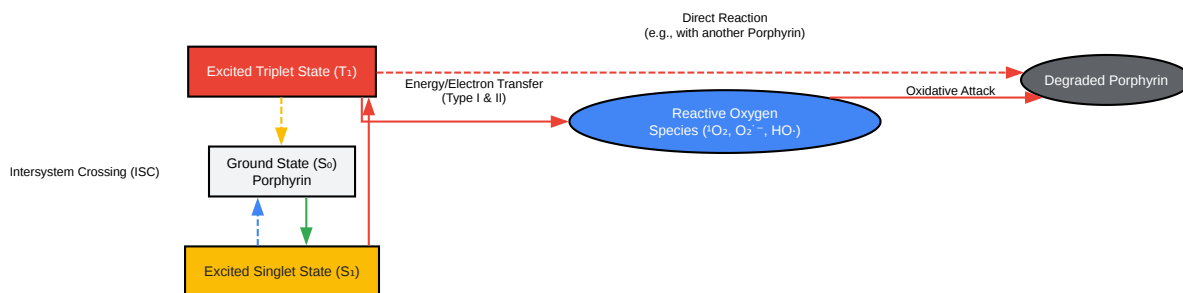 Direct Reaction
(e.g., with another Porphyrin)
Excited Triplet State (T₁)
Degraded Porphyrin
Energy/Electron Transfer
(Type I & II)
Oxidative Attack
Reactive Oxygen
Species (¹O₂, O₂˙⁻, HO·)
Ground State (S₀)
Porphyrin
Intersystem Crossing (ISC)
Excited Singlet State (S₁)